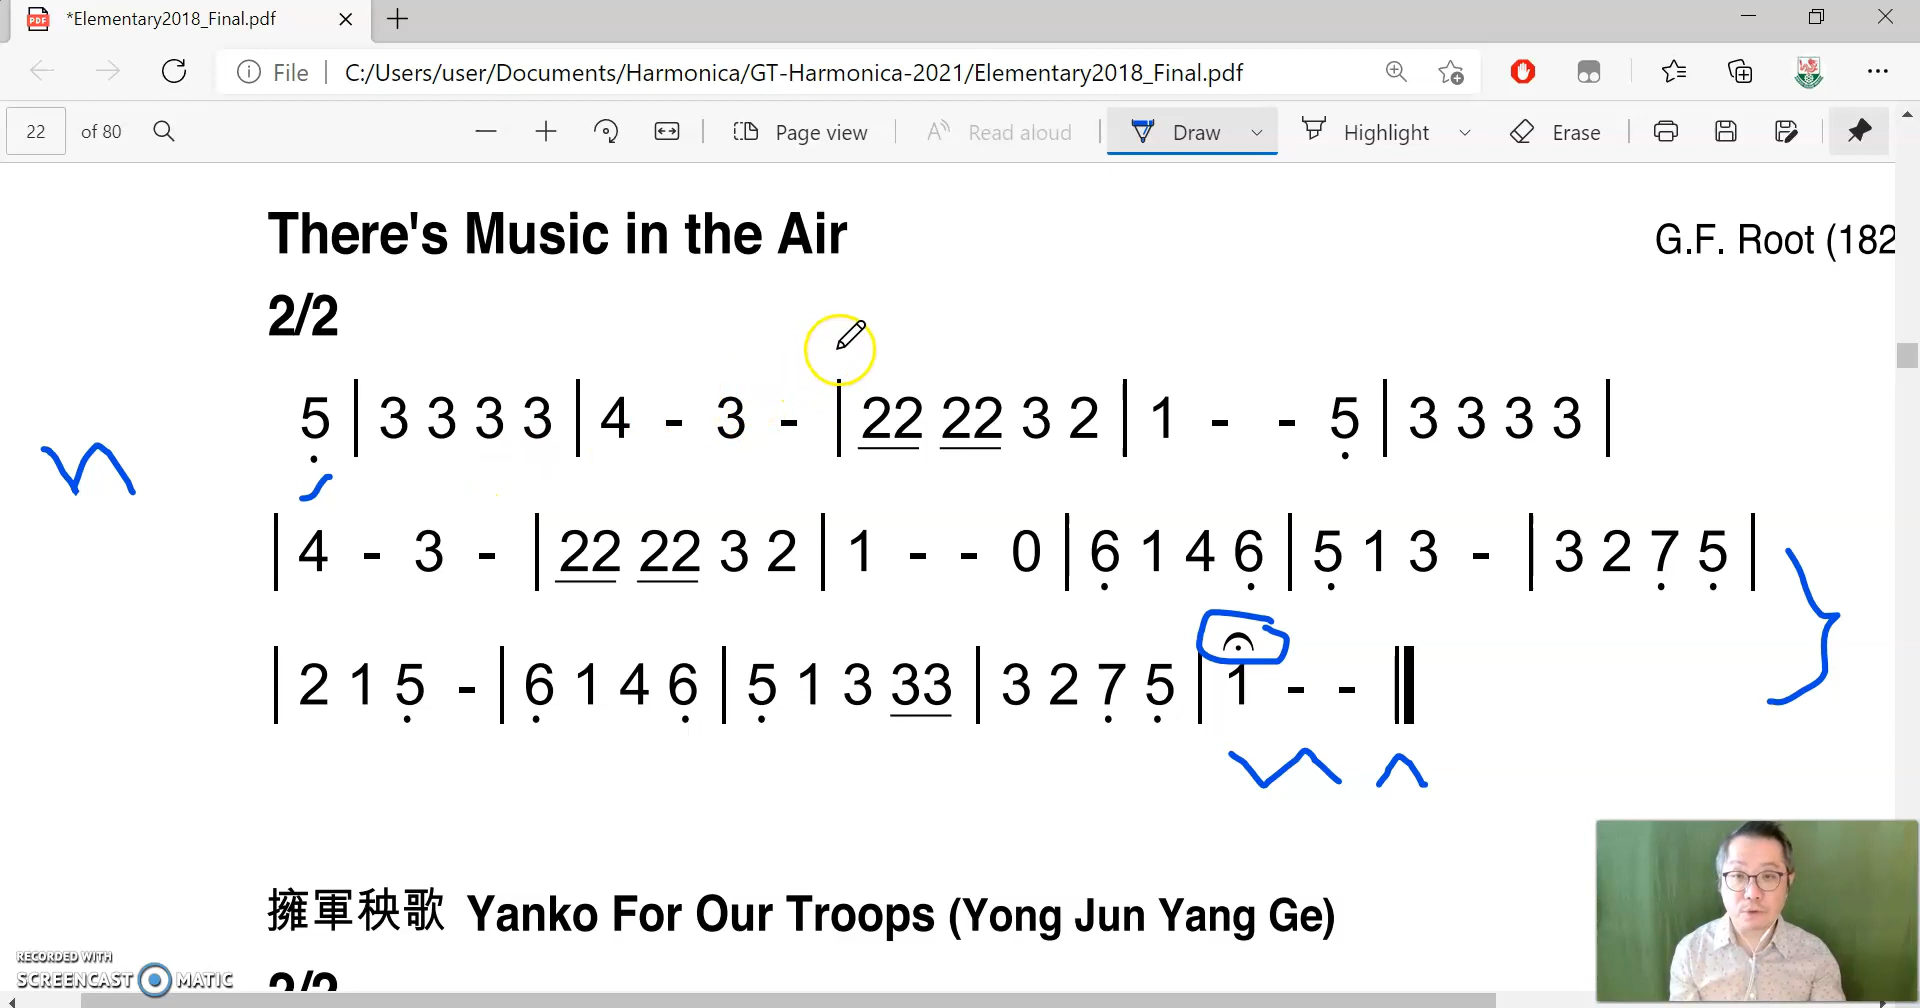 *Elementary2018_Final.pdf
File | C:/Users/user/Documents/Harmonica/GT-Harmonica-2021/Elementary2018_Final.pdf
22 of 80 Page view Read aloud Draw Highlight Erase
There's Music in the Air
G.F. Root (182
2/2
5̣ | 3 3 3 3 | 4 - 3 - | 22 22 3 2 | 1 - - 5̣ | 3 3 3 3 |
| 4 - 3 - | 22 22 3 2 | 1 - - 0 | 6̣ 1 4 6̣ | 5̣ 1 3 - | 3 2 7̣ 5̣ |
| 2 1 5̣ - | 6̣ 1 4 6̣ | 5̣ 1 3 33 | 3 2 7̣ 5̣ | 1 - - ||
擁軍秧歌 Yanko For Our Troops (Yong Jun Yang Ge)
2/2
RECORDED WITH
SCREENCAST MATIC